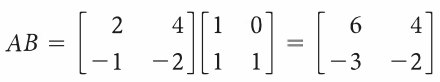 AB = [ 2 4 ] [ 1 0 ] = [ 6 4 ]
[ -1 -2 ] [ 1 1 ] [ -3 -2 ]